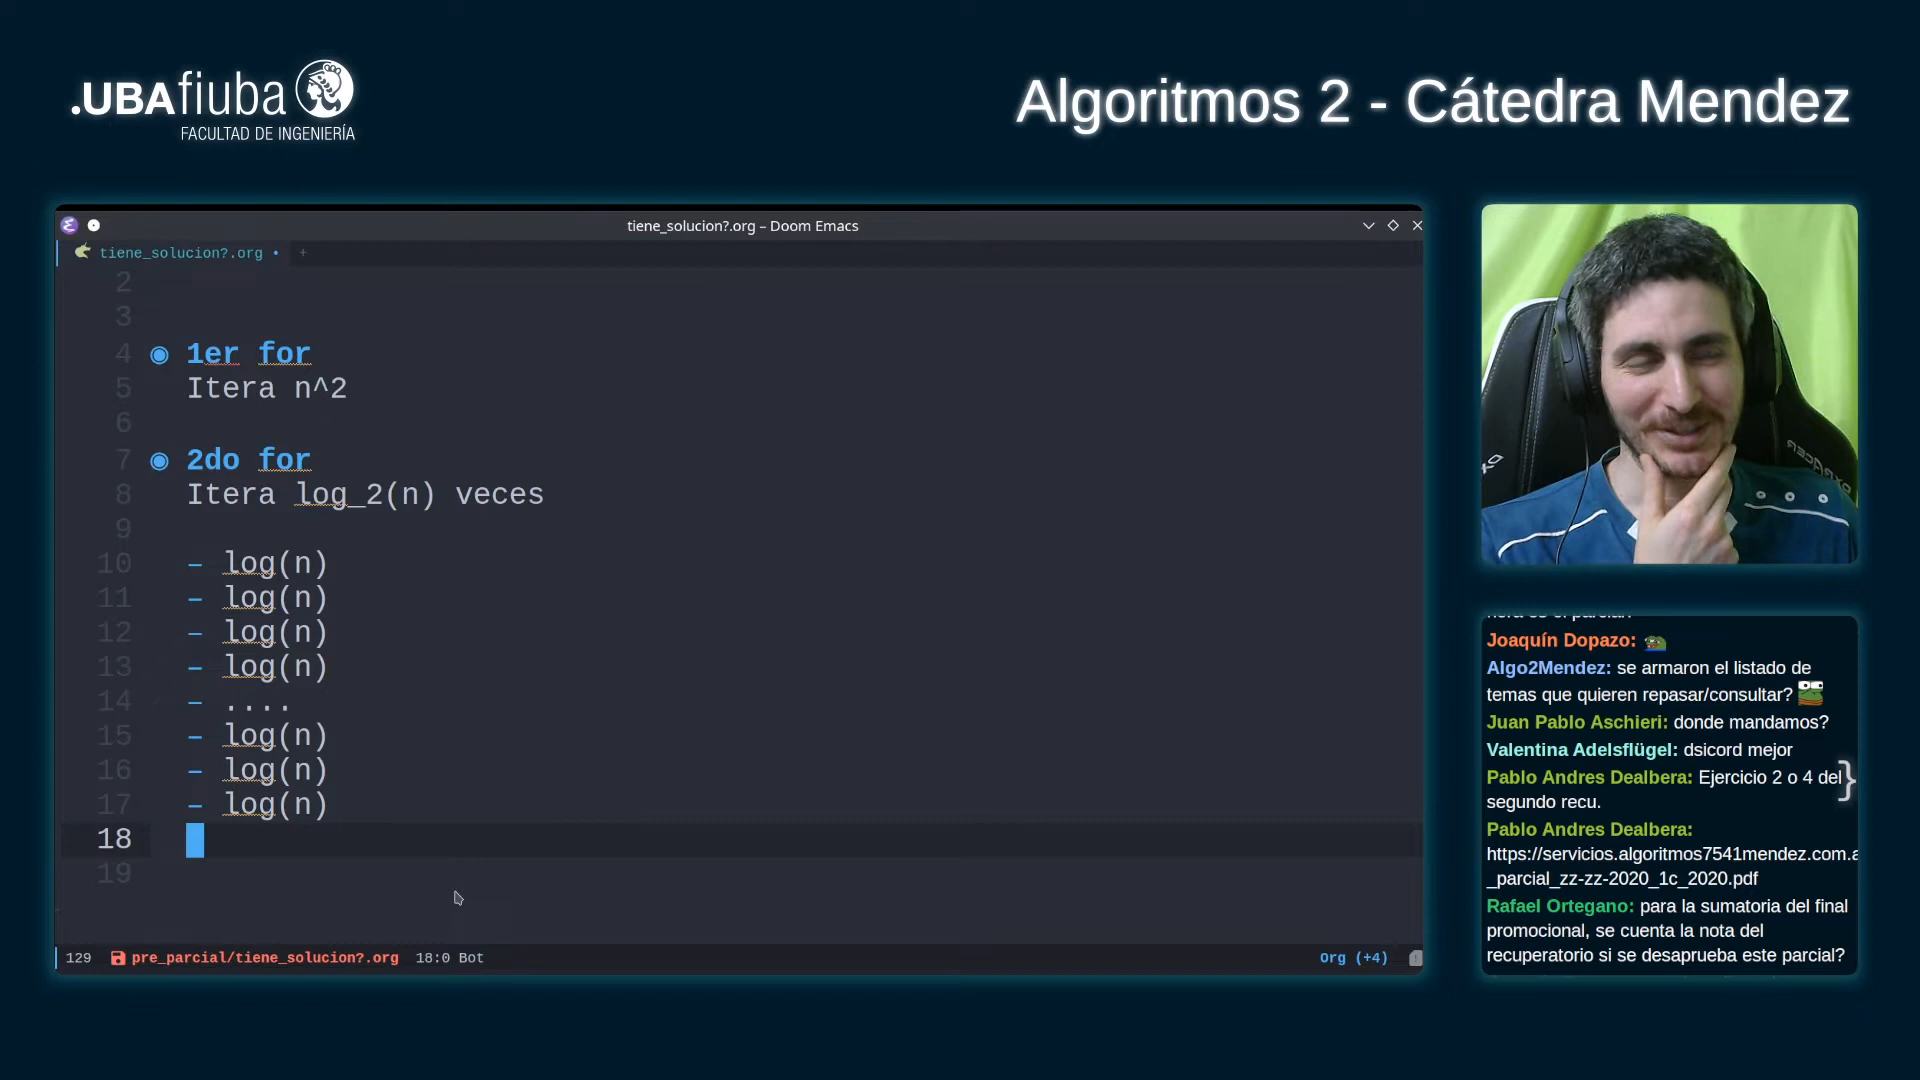 .UBAfiuba
FACULTAD DE INGENIERÍA
Algoritmos 2 - Cátedra Mendez
tiene_solucion?.org – Doom Emacs
tiene_solucion?.org • +
2
3
4 1er for
5 Itera n^2
6
7 2do for
8 Itera log_2(n) veces
9
10 - log(n)
11 - log(n)
12 - log(n)
13 - log(n)
14 - ....
15 - log(n)
16 - log(n)
17 - log(n)
18
19
129 pre_parcial/tiene_solucion?.org 18:0 Bot Org (+4)
Joaquín Dopazo:
Algo2Mendez: se armaron el listado de
temas que quieren repasar/consultar?
Juan Pablo Aschieri: donde mandamos?
Valentina Adelsflügel: dsicord mejor
Pablo Andres Dealbera: Ejercicio 2 o 4 del
segundo recu.
Pablo Andres Dealbera:
https://servicios.algoritmos7541mendez.com.a
_parcial_zz-zz-2020_1c_2020.pdf
Rafael Ortegano: para la sumatoria del final
promocional, se cuenta la nota del
recuperatorio si se desaprueba este parcial?
}